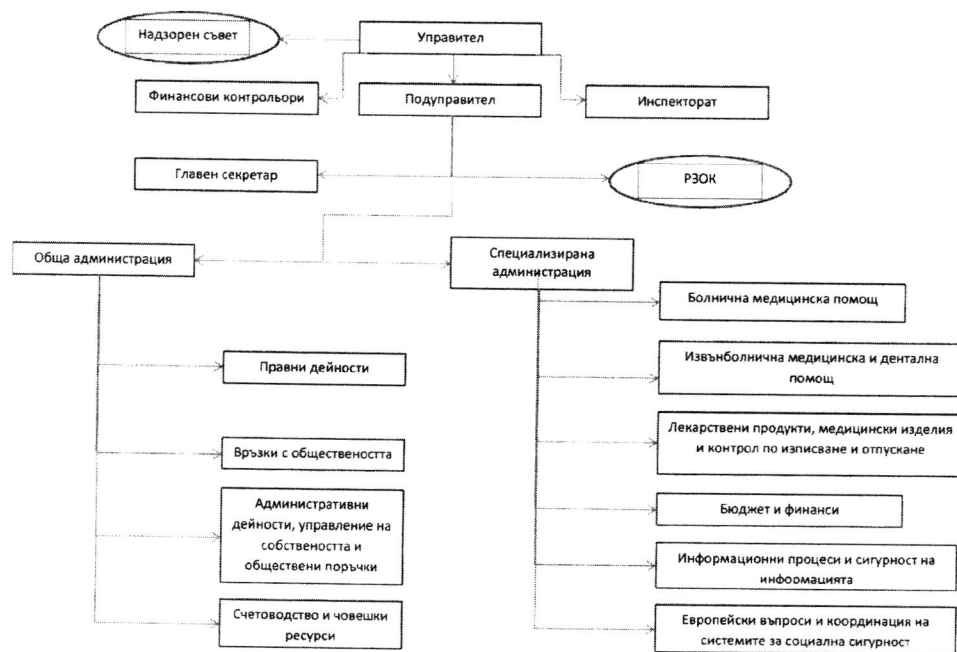 Надзорен съвет
Управител
Финансови контрольори
Подуправител
Инспекторат
Главен секретар
РЗОК
Обща администрация
Специализирана
администрация
Болнична медицинска помощ
Правни дейности
Извънболнична медицинска и дентална
помощ
Лекарствени продукти, медицински изделия
и контрол по изписване и отпускане
Връзки с обществеността
Административни
дейности, управление на
собствеността и
обществени поръчки
Бюджет и финанси
Информационни процеси и сигурност на
информацията
Счетоводство и човешки
ресурси
Европейски въпроси и координация на
системите за социална сигурност